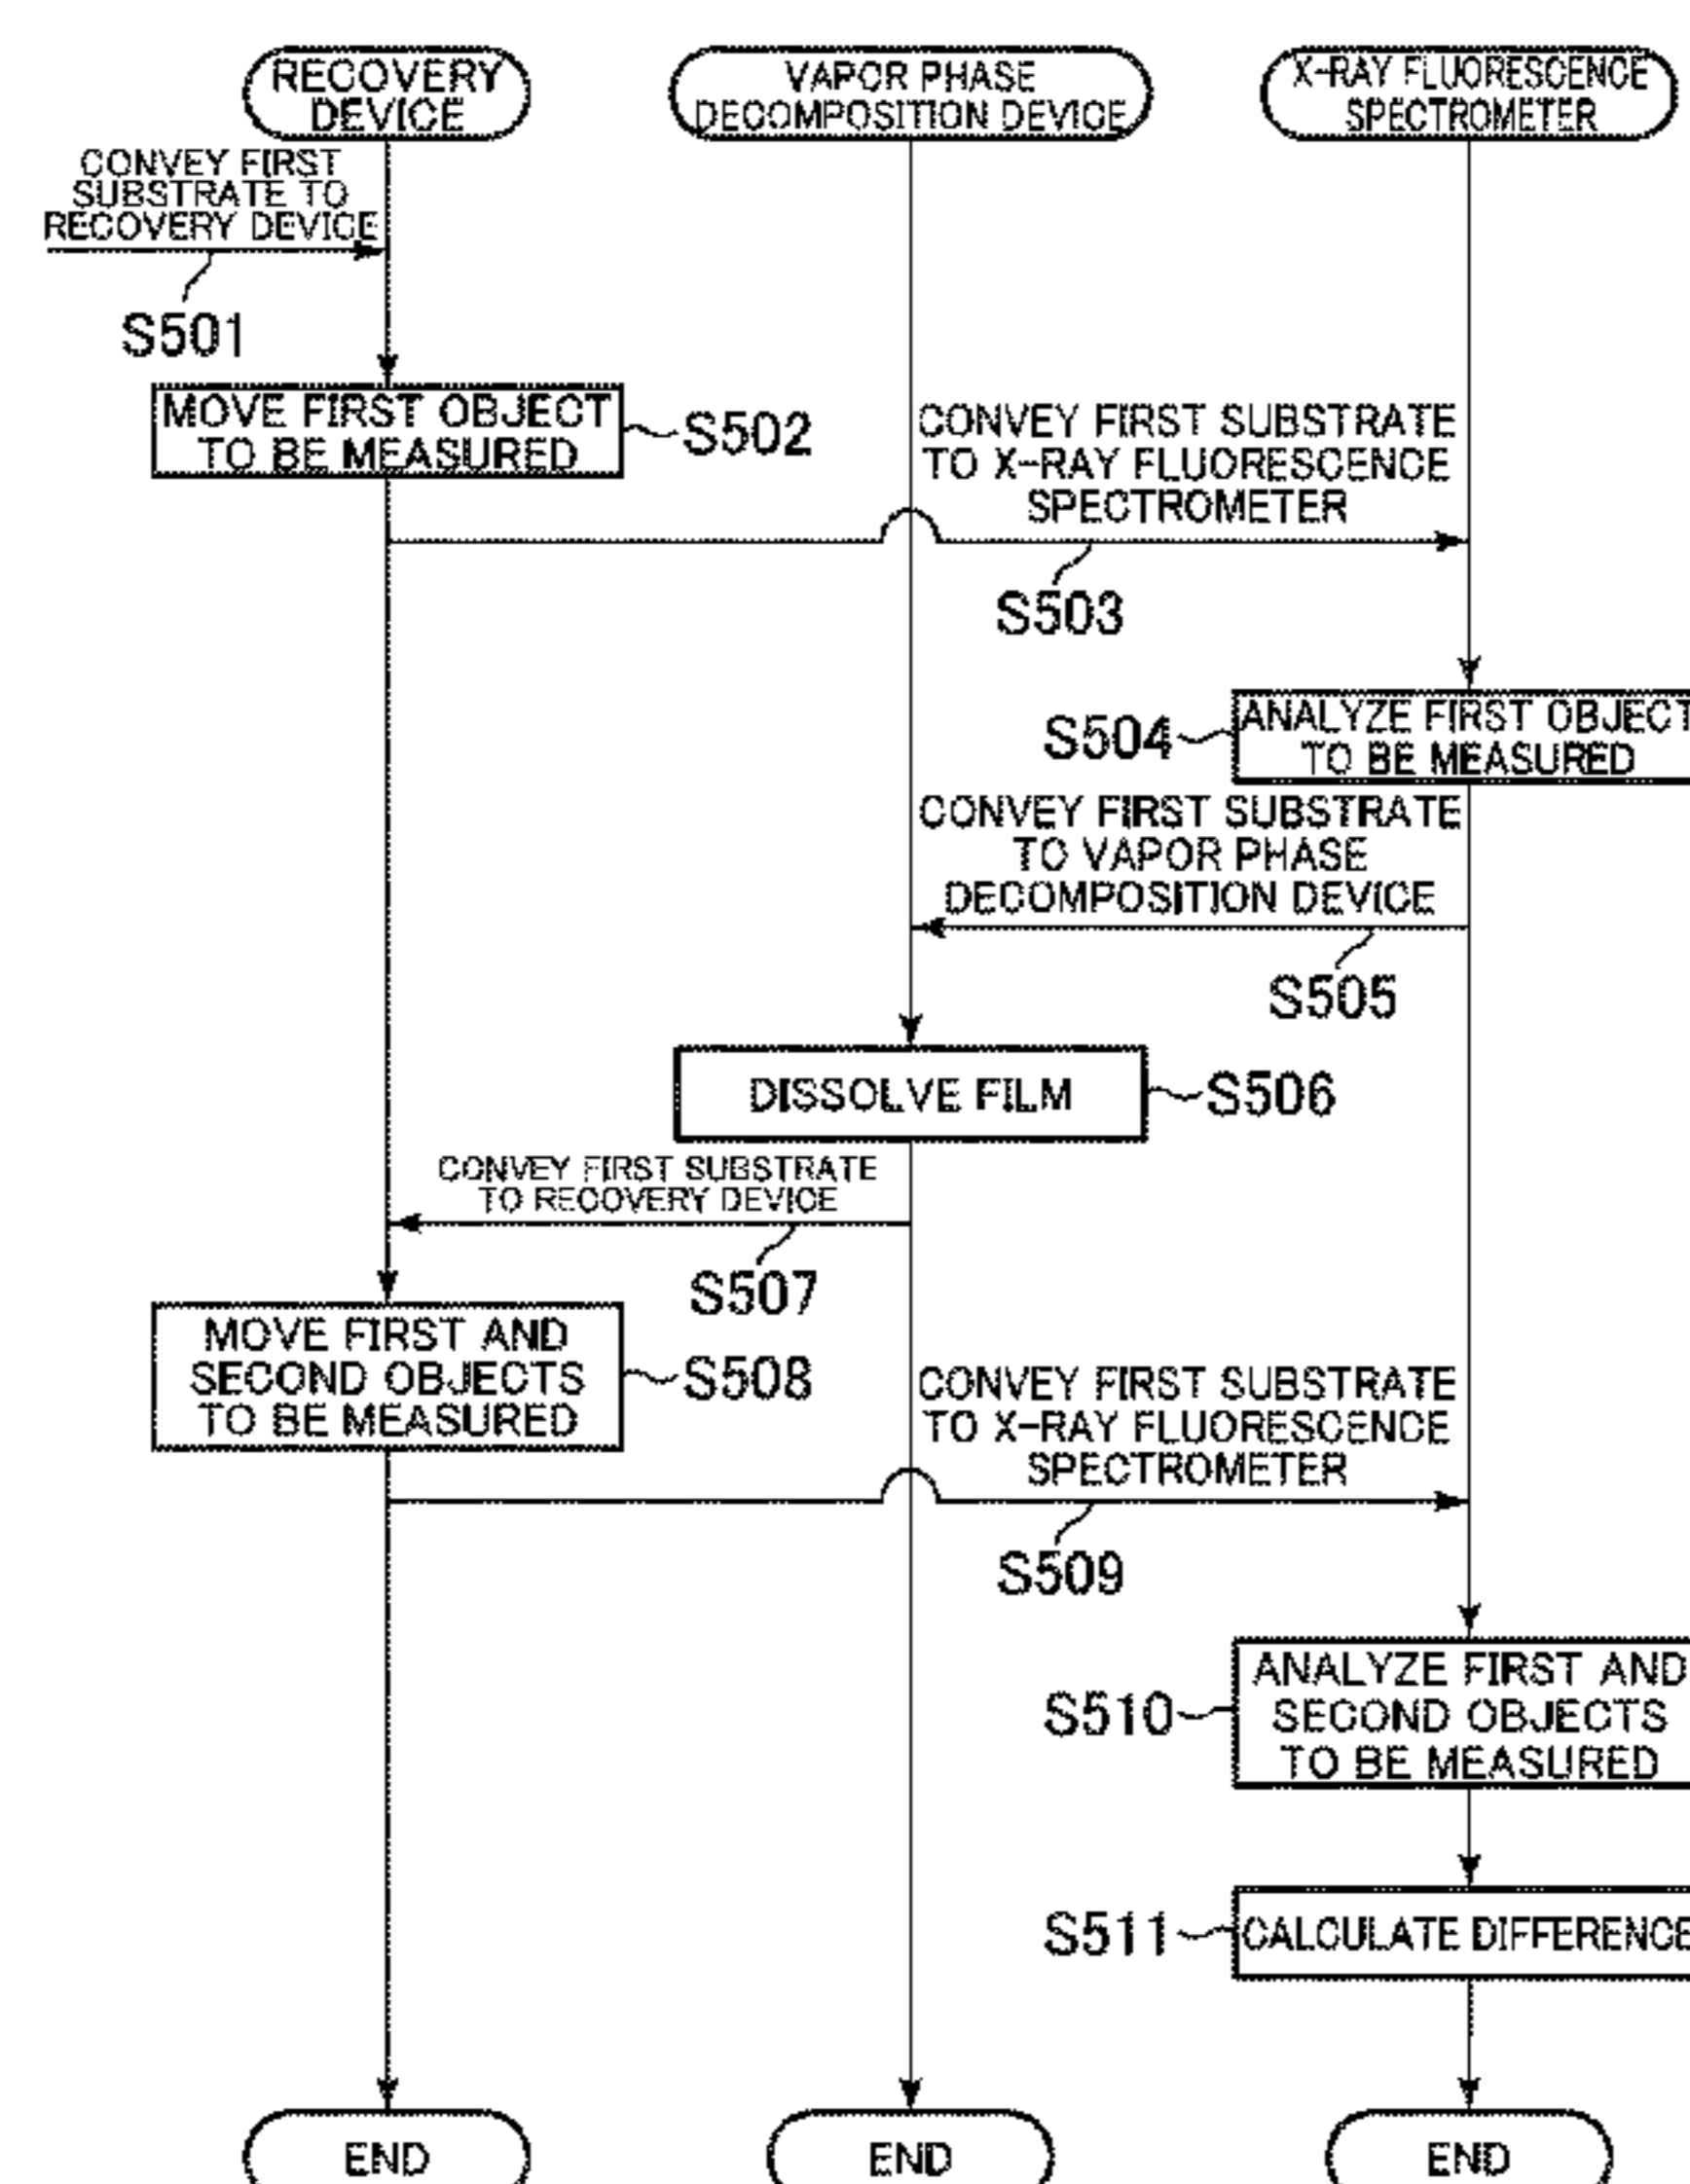 RECOVERY
DEVICE
VAPOR PHASE
DECOMPOSITION DEVICE
X-RAY FLUORESCENCE
SPECTROMETER
CONVEY FIRST
SUBSTRATE TO
RECOVERY DEVICE
S501
MOVE FIRST OBJECT
TO BE MEASURED
S502
CONVEY FIRST SUBSTRATE
TO X-RAY FLUORESCENCE
SPECTROMETER
S503
S504
ANALYZE FIRST OBJECT
TO BE MEASURED
CONVEY FIRST SUBSTRATE
TO VAPOR PHASE
DECOMPOSITION DEVICE
S505
DISSOLVE FILM
S506
CONVEY FIRST SUBSTRATE
TO RECOVERY DEVICE
S507
MOVE FIRST AND
SECOND OBJECTS
TO BE MEASURED
S508
CONVEY FIRST SUBSTRATE
TO X-RAY FLUORESCENCE
SPECTROMETER
S509
S510
ANALYZE FIRST AND
SECOND OBJECTS
TO BE MEASURED
S511
CALCULATE DIFFERENCE
END
END
END